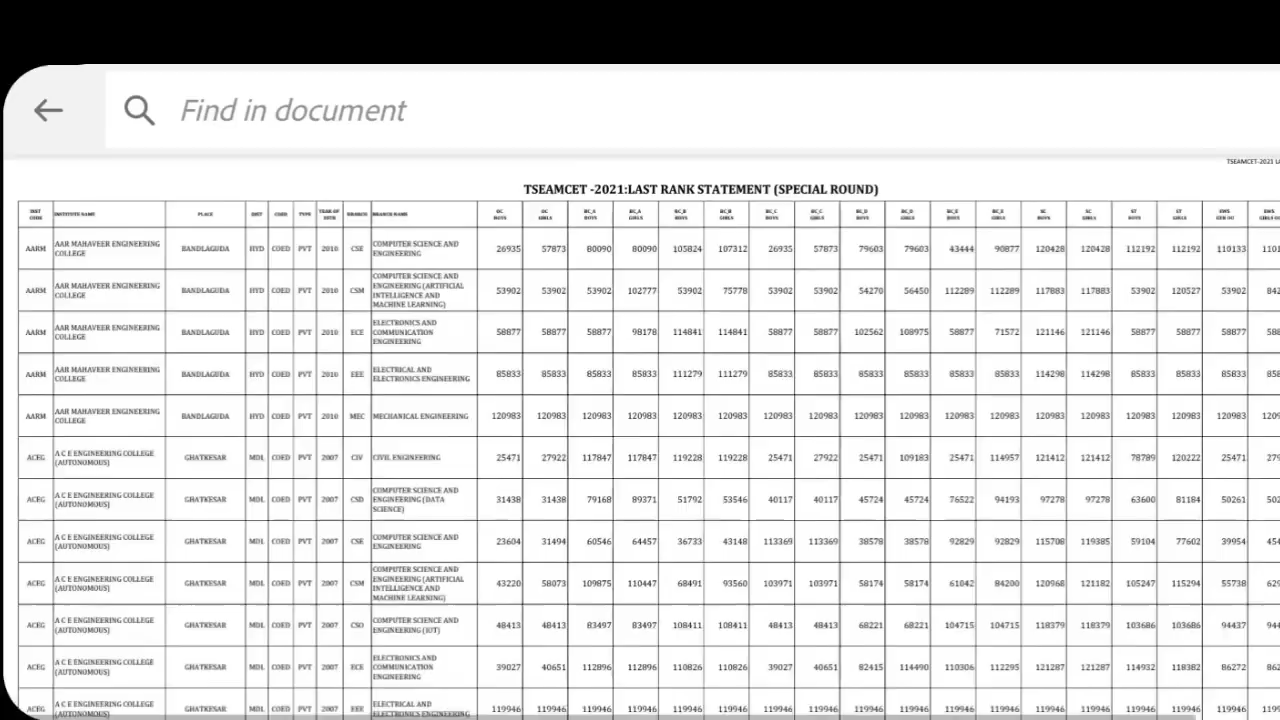 Find in document
TSEAMCET-2021 L
TSEAMCET -2021:LAST RANK STATEMENT (SPECIAL ROUND)
INST CODE INSTITUTE NAME PLACE DIST COED TYPE YEAR OF ESTB BRANCH BRANCH NAME OC BOYS OC GIRLS BC_A BOYS BC_A GIRLS BC_B BOYS BC_B GIRLS BC_C BOYS BC_C GIRLS BC_D BOYS BC_D GIRLS BC_E BOYS BC_E GIRLS SC BOYS SC GIRLS ST BOYS ST GIRLS EWS GEN OU EWS GIRLS
AARM AAR MAHAVEER ENGINEERING COLLEGE BANDLAGUDA HYD COED PVT 2010 CSE COMPUTER SCIENCE AND ENGINEERING 26935 57873 80090 80090 105824 107312 26935 57873 79603 79603 43444 90877 120428 120428 112192 112192 110133 1101
AARM AAR MAHAVEER ENGINEERING COLLEGE BANDLAGUDA HYD COED PVT 2010 CSM COMPUTER SCIENCE AND ENGINEERING (ARTIFICIAL INTELLIGENCE AND MACHINE LEARNING) 53902 53902 53902 102777 53902 75778 53902 53902 54270 56450 112289 112289 117883 117883 53902 120527 53902 842
AARM AAR MAHAVEER ENGINEERING COLLEGE BANDLAGUDA HYD COED PVT 2010 ECE ELECTRONICS AND COMMUNICATION ENGINEERING 58877 58877 58877 98178 114841 114841 58877 58877 102562 108975 58877 71572 121146 121146 58877 58877 58877 588
AARM AAR MAHAVEER ENGINEERING COLLEGE BANDLAGUDA HYD COED PVT 2010 EEE ELECTRICAL AND ELECTRONICS ENGINEERING 85833 85833 85833 85833 111279 111279 85833 85833 85833 85833 85833 85833 114298 114298 85833 85833 85833 858
AARM AAR MAHAVEER ENGINEERING COLLEGE BANDLAGUDA HYD COED PVT 2010 MEC MECHANICAL ENGINEERING 120983 120983 120983 120983 120983 120983 120983 120983 120983 120983 120983 120983 120983 120983 120983 120983 120983 1209
ACEG A C E ENGINEERING COLLEGE (AUTONOMOUS) GHATKESAR MDL COED PVT 2007 CIV CIVIL ENGINEERING 25471 27922 117847 117847 119228 119228 25471 27922 25471 109183 25471 114957 121412 121412 78789 120222 25471 279
ACEG A C E ENGINEERING COLLEGE (AUTONOMOUS) GHATKESAR MDL COED PVT 2007 CSD COMPUTER SCIENCE AND ENGINEERING (DATA SCIENCE) 31438 31438 79168 89371 51792 53546 40117 40117 45724 45724 76522 94193 97278 97278 63600 81184 50261 502
ACEG A C E ENGINEERING COLLEGE (AUTONOMOUS) GHATKESAR MDL COED PVT 2007 CSE COMPUTER SCIENCE AND ENGINEERING 23604 31494 60546 64457 36733 43148 113369 113369 38578 38578 92829 92829 115708 119385 59104 77602 39954 454
ACEG A C E ENGINEERING COLLEGE (AUTONOMOUS) GHATKESAR MDL COED PVT 2007 CSM COMPUTER SCIENCE AND ENGINEERING (ARTIFICIAL INTELLIGENCE AND MACHINE LEARNING) 43220 58073 109875 110447 68491 93560 103971 103971 58174 58174 61042 84200 120968 121182 105247 115294 55738 629
ACEG A C E ENGINEERING COLLEGE (AUTONOMOUS) GHATKESAR MDL COED PVT 2007 CSO COMPUTER SCIENCE AND ENGINEERING (IOT) 48413 48413 83497 83497 108411 108411 48413 48413 68221 68221 104715 104715 118379 118379 103686 103686 94437 944
ACEG A C E ENGINEERING COLLEGE (AUTONOMOUS) GHATKESAR MDL COED PVT 2007 ECE ELECTRONICS AND COMMUNICATION ENGINEERING 39027 40651 112896 112896 110826 110826 39027 40651 82415 114490 110306 112295 121287 121287 114932 118382 86272 862
ACEG A C E ENGINEERING COLLEGE (AUTONOMOUS) GHATKESAR MDL COED PVT 2007 EEE ELECTRICAL AND ELECTRONICS ENGINEERING 119946 119946 119946 119946 119946 119946 119946 119946 119946 119946 119946 119946 119946 119946 119946 119946 119946 1199